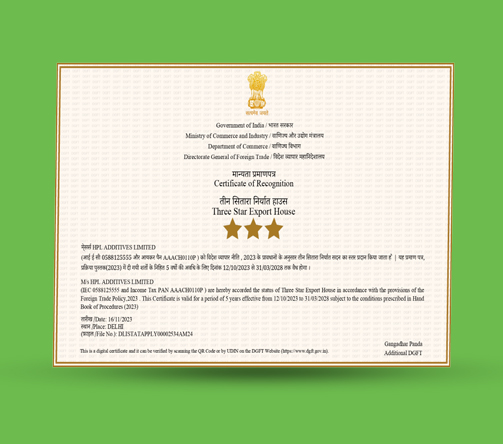 सत्यमेव जयते
Government of India / भारत सरकार
Ministry of Commerce and Industry / वाणिज्य और उद्योग मंत्रालय
Department of Commerce / वाणिज्य विभाग
Directorate General of Foreign Trade / विदेश व्यापार महानिदेशालय
मान्यता प्रमाणपत्र
Certificate of Recognition
तीन सितारा निर्यात हाउस
Three Star Export House
मैसर्स HPL ADDITIVES LIMITED
(आई ई सी 0588125555 और आयकर पैन AAACH0110P ) को विदेश व्यापार नीति , 2023 के प्रावधानों के अनुसार तीन सितारा निर्यात सदन का स्तर प्रदान किया जाता है | यह प्रमाण पत्र,
प्रक्रिया पुस्तक(2023) में दी गयी शर्तों के निहित 5 वर्षों की अवधि के लिए दिनांक 12/10/2023 से 31/03/2028 तक वैध होगा ।
M/s HPL ADDITIVES LIMITED
(IEC 0588125555 and Income Tax PAN AAACH0110P ) are hereby accorded the status of Three Star Export House in accordance with the provisions of the
Foreign Trade Policy,2023 . This Certificate is valid for a period of 5 years effective from 12/10/2023 to 31/03/2028 subject to the conditions prescribed in Hand
Book of Procedures (2023)
तारीख /Date: 16/11/2023
स्थान /Place: DELHI
(फ़ाइल /File No.): DLISTATAPPLY00002534AM24
Gangadhar Panda
Additional DGFT
This is a digital certificate and it can be verified by scanning the QR Code or by UDIN on the DGFT Website (https://www.dgft.gov.in).